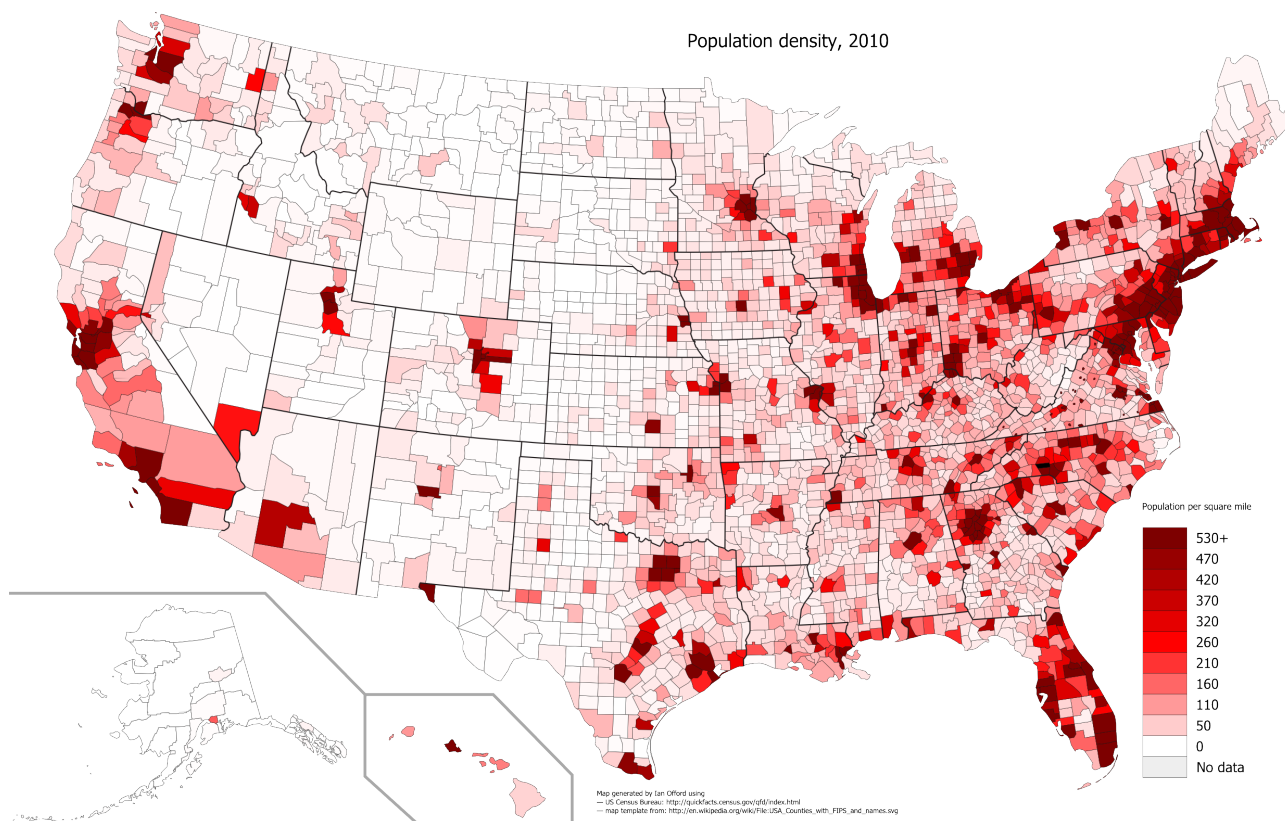 Population density, 2010
Population per square mile
530+
470
420
370
320
260
210
160
110
50
0
No data
Map generated by Ian Offord using
— US Census Bureau: http://quickfacts.census.gov/qfd/index.html
— map template from: http://en.wikipedia.org/wiki/File:USA_Counties_with_FIPS_and_names.svg